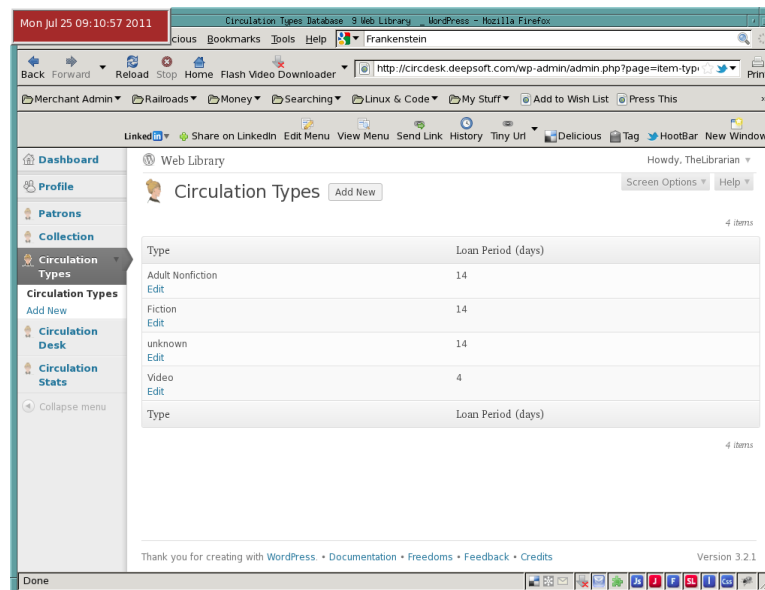 Mon Jul 25 09:10:57 2011
Circulation Types Database 9 Web Library _ WordPress - Mozilla Firefox
cious Bookmarks Tools Help Frankenstein
Back Forward Reload Stop Home Flash Video Downloader http://circdesk.deepsoft.com/wp-admin/admin.php?page=item-typ Print
Merchant Admin Railroads Money Searching Linux & Code My Stuff Add to Wish List Press This »
Linkedin Share on LinkedIn Edit Menu View Menu Send Link History Tiny Url Delicious Tag HootBar New Window
Dashboard
Web Library
Howdy, TheLibrarian
Screen Options Help
Profile
Circulation Types Add New
Patrons
4 items
Collection
Circulation
Types
Circulation Types
Add New
Circulation
Desk
Circulation
Stats
Collapse menu
Type Loan Period (days)
Adult Nonfiction 14
Edit
Fiction 14
Edit
unknown 14
Edit
Video 4
Edit
Type Loan Period (days)
4 items
Thank you for creating with WordPress. • Documentation • Freedoms • Feedback • Credits Version 3.2.1
Done Js J F SL I Css